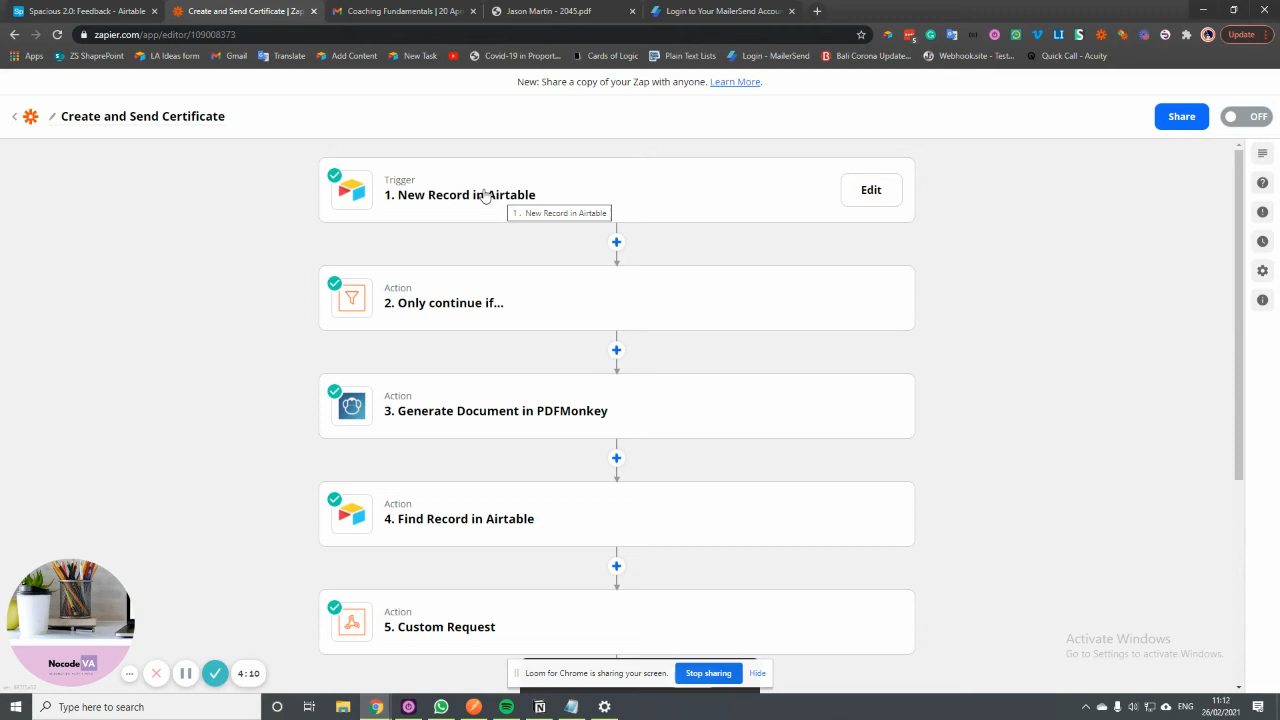 Spacious 2.0: Feedback - Airtable
Create and Send Certificate | Zap
Coaching Fundamentals | 20 Ap
Jason Martin - 2045.pdf
Login to Your MailerSend Accoun
zapier.com/app/editor/109008373
Update
Apps
ZS SharePoint
LA Ideas form
Gmail
Translate
Add Content
New Task
Covid-19 in Proport...
Cards of Logic
Plain Text Lists
Login - MailerSend
Bali Corona Update...
Webhook.site - Test...
Quick Call - Acuity
New: Share a copy of your Zap with anyone. Learn More.
Create and Send Certificate
Share
OFF
Trigger
1. New Record in Airtable
Edit
1. New Record in Airtable
Action
2. Only continue if...
Action
3. Generate Document in PDFMonkey
Action
4. Find Record in Airtable
Action
5. Custom Request
Activate Windows
Go to Settings to activate Windows.
Nocode VA
4:10
Loom for Chrome is sharing your screen.
Stop sharing
Hide
Type here to search
ENG
11:12
26/02/2021